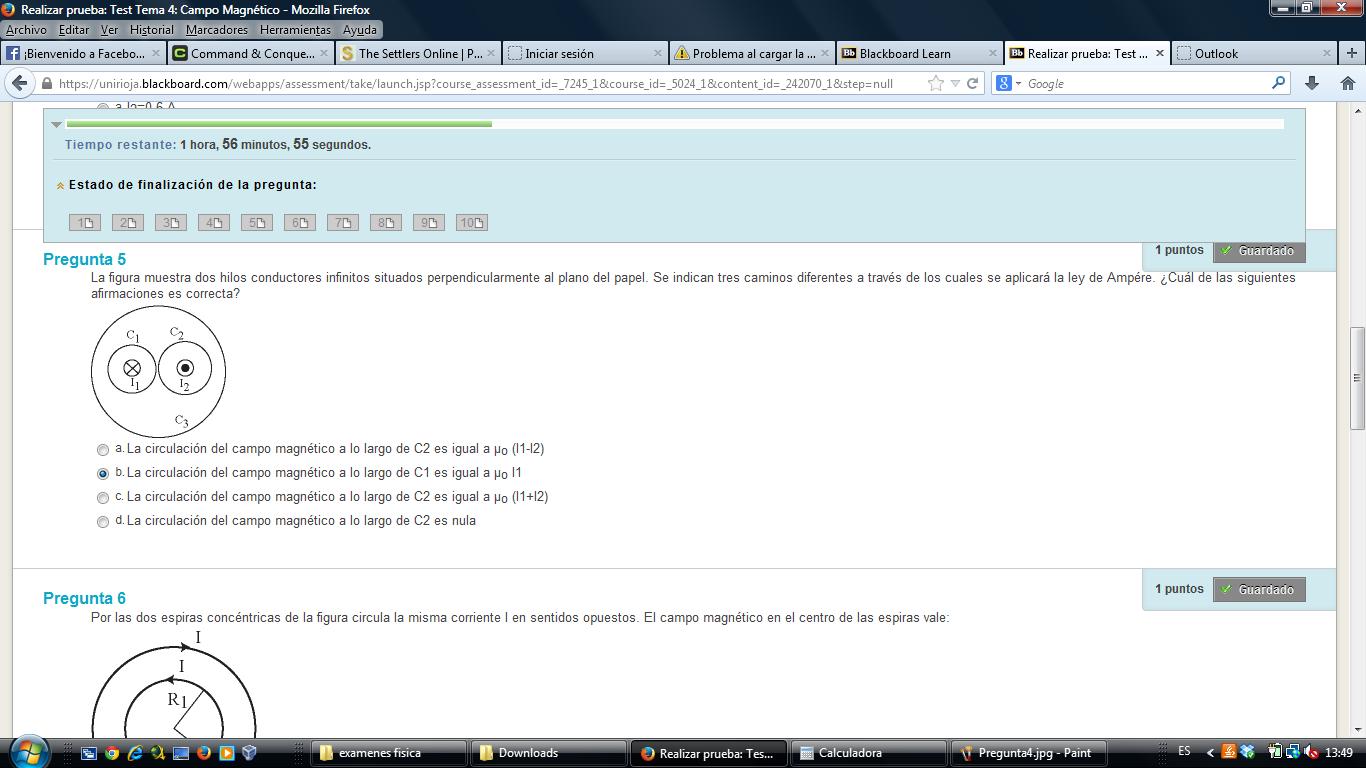 Realizar prueba: Test Tema 4: Campo Magnético - Mozilla Firefox
Archivo Editar Ver Historial Marcadores Herramientas Ayuda
¡Bienvenido a Facebo...
Command & Conque...
The Settlers Online | P...
Iniciar sesión
Problema al cargar la ...
Blackboard Learn
Realizar prueba: Test ...
Outlook
https://unirioja.blackboard.com/webapps/assessment/take/launch.jsp?course_assessment_id=_7245_1&course_id=_5024_1&content_id=_242070_1&step=null
Google
Tiempo restante: 1 hora, 56 minutos, 55 segundos.
Estado de finalización de la pregunta:
1 2 3 4 5 6 7 8 9 10
Pregunta 5
1 puntos Guardado
La figura muestra dos hilos conductores infinitos situados perpendicularmente al plano del papel. Se indican tres caminos diferentes a través de los cuales se aplicará la ley de Ampére. ¿Cuál de las siguientes
afirmaciones es correcta?
C1 C2
I1 I2
C3
a. La circulación del campo magnético a lo largo de C2 es igual a µ0 (I1-I2)
b. La circulación del campo magnético a lo largo de C1 es igual a µ0 I1
c. La circulación del campo magnético a lo largo de C2 es igual a µ0 (I1+I2)
d. La circulación del campo magnético a lo largo de C2 es nula
Pregunta 6
1 puntos Guardado
Por las dos espiras concéntricas de la figura circula la misma corriente I en sentidos opuestos. El campo magnético en el centro de las espiras vale:
I
I
R1
examenes fisica
Downloads
Realizar prueba: Tes...
Calculadora
Pregunta4.jpg - Paint
ES
13:49